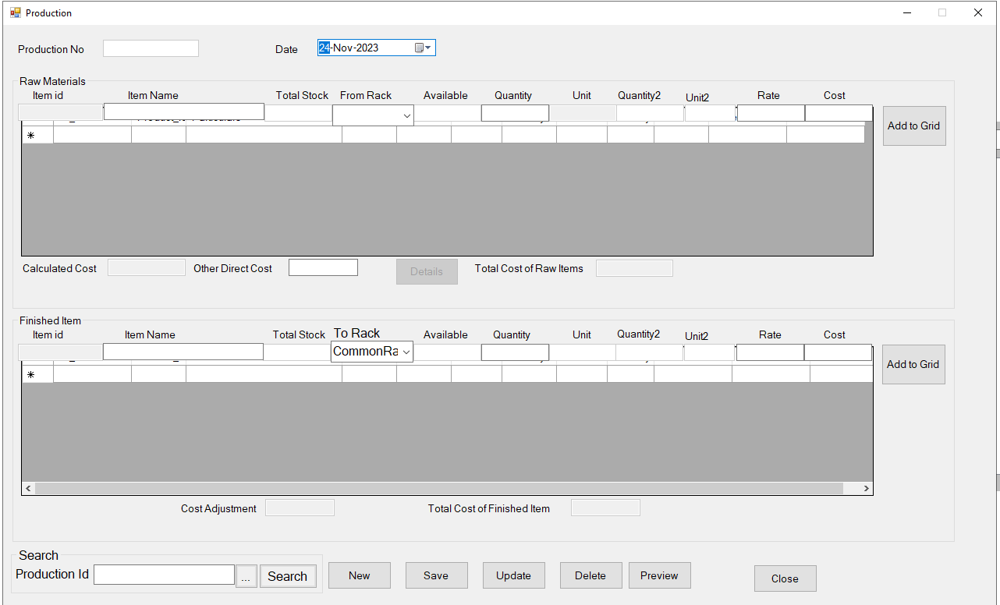 Production
Production No
Date 24-Nov-2023
Raw Materials
Item id Item Name Total Stock From Rack Available Quantity Unit Quantity2 Unit2 Rate Cost
Add to Grid
Calculated Cost Other Direct Cost Details Total Cost of Raw Items
Finished Item
Item id Item Name Total Stock To Rack Available Quantity Unit Quantity2 Unit2 Rate Cost
CommonRa
Add to Grid
Cost Adjustment Total Cost of Finished Item
Search
Production Id ... Search New Save Update Delete Preview Close